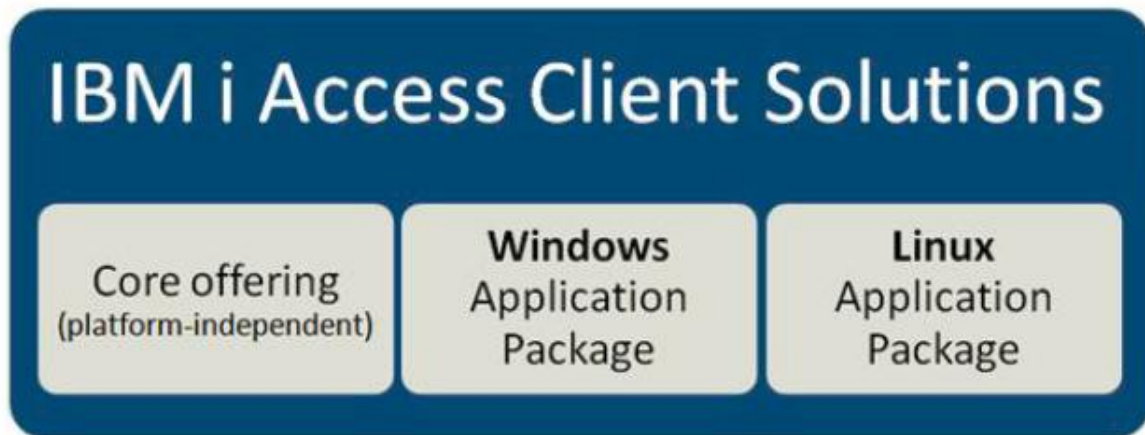 IBM i Access Client Solutions
Core offering
(platform-independent)
Windows
Application
Package
Linux
Application
Package